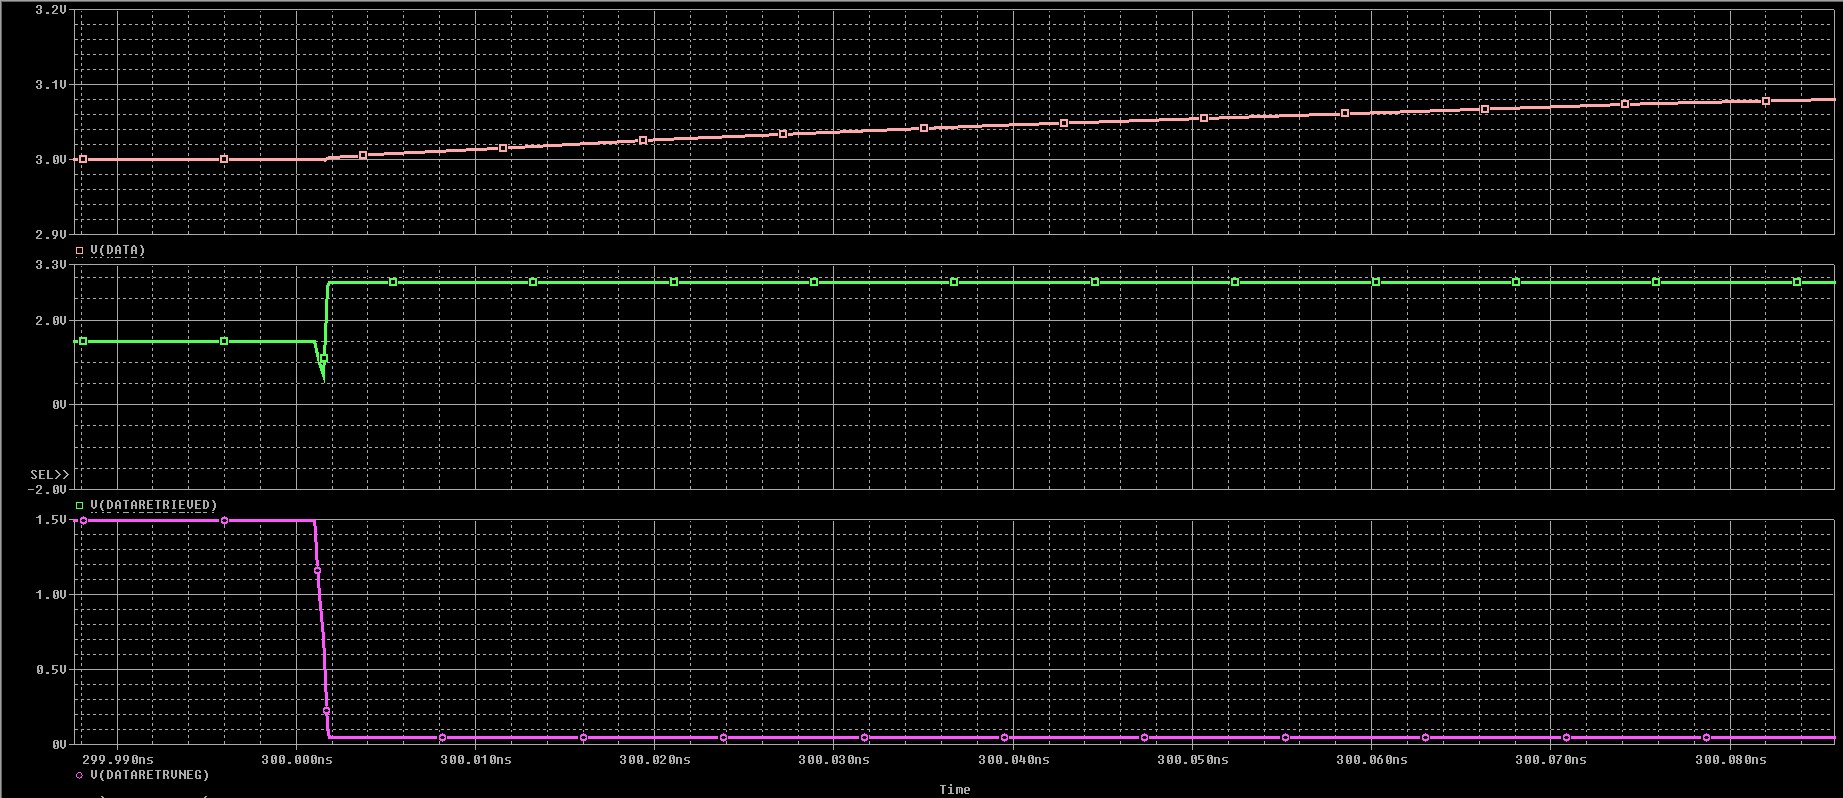 3.2V
3.1V
3.0V
2.9V
V(DATA)
3.3V
2.0V
0V
SEL>>
-2.0V
V(DATARETRIEVED)
1.5V
1.0V
0.5V
0V
299.990ns 300.000ns 300.010ns 300.020ns 300.030ns 300.040ns 300.050ns 300.060ns 300.070ns 300.080ns
V(DATARETRVNEG)
Time